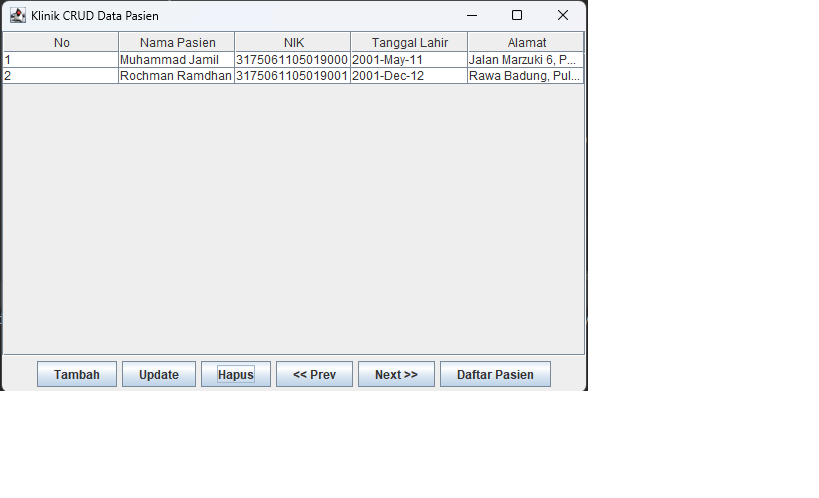 Klinik CRUD Data Pasien
No Nama Pasien NIK Tanggal Lahir Alamat
1 Muhammad Jamil 3175061105019000 2001-May-11 Jalan Marzuki 6, P...
2 Rochman Ramdhan 3175061105019001 2001-Dec-12 Rawa Badung, Pul...
Tambah Update Hapus << Prev Next >> Daftar Pasien